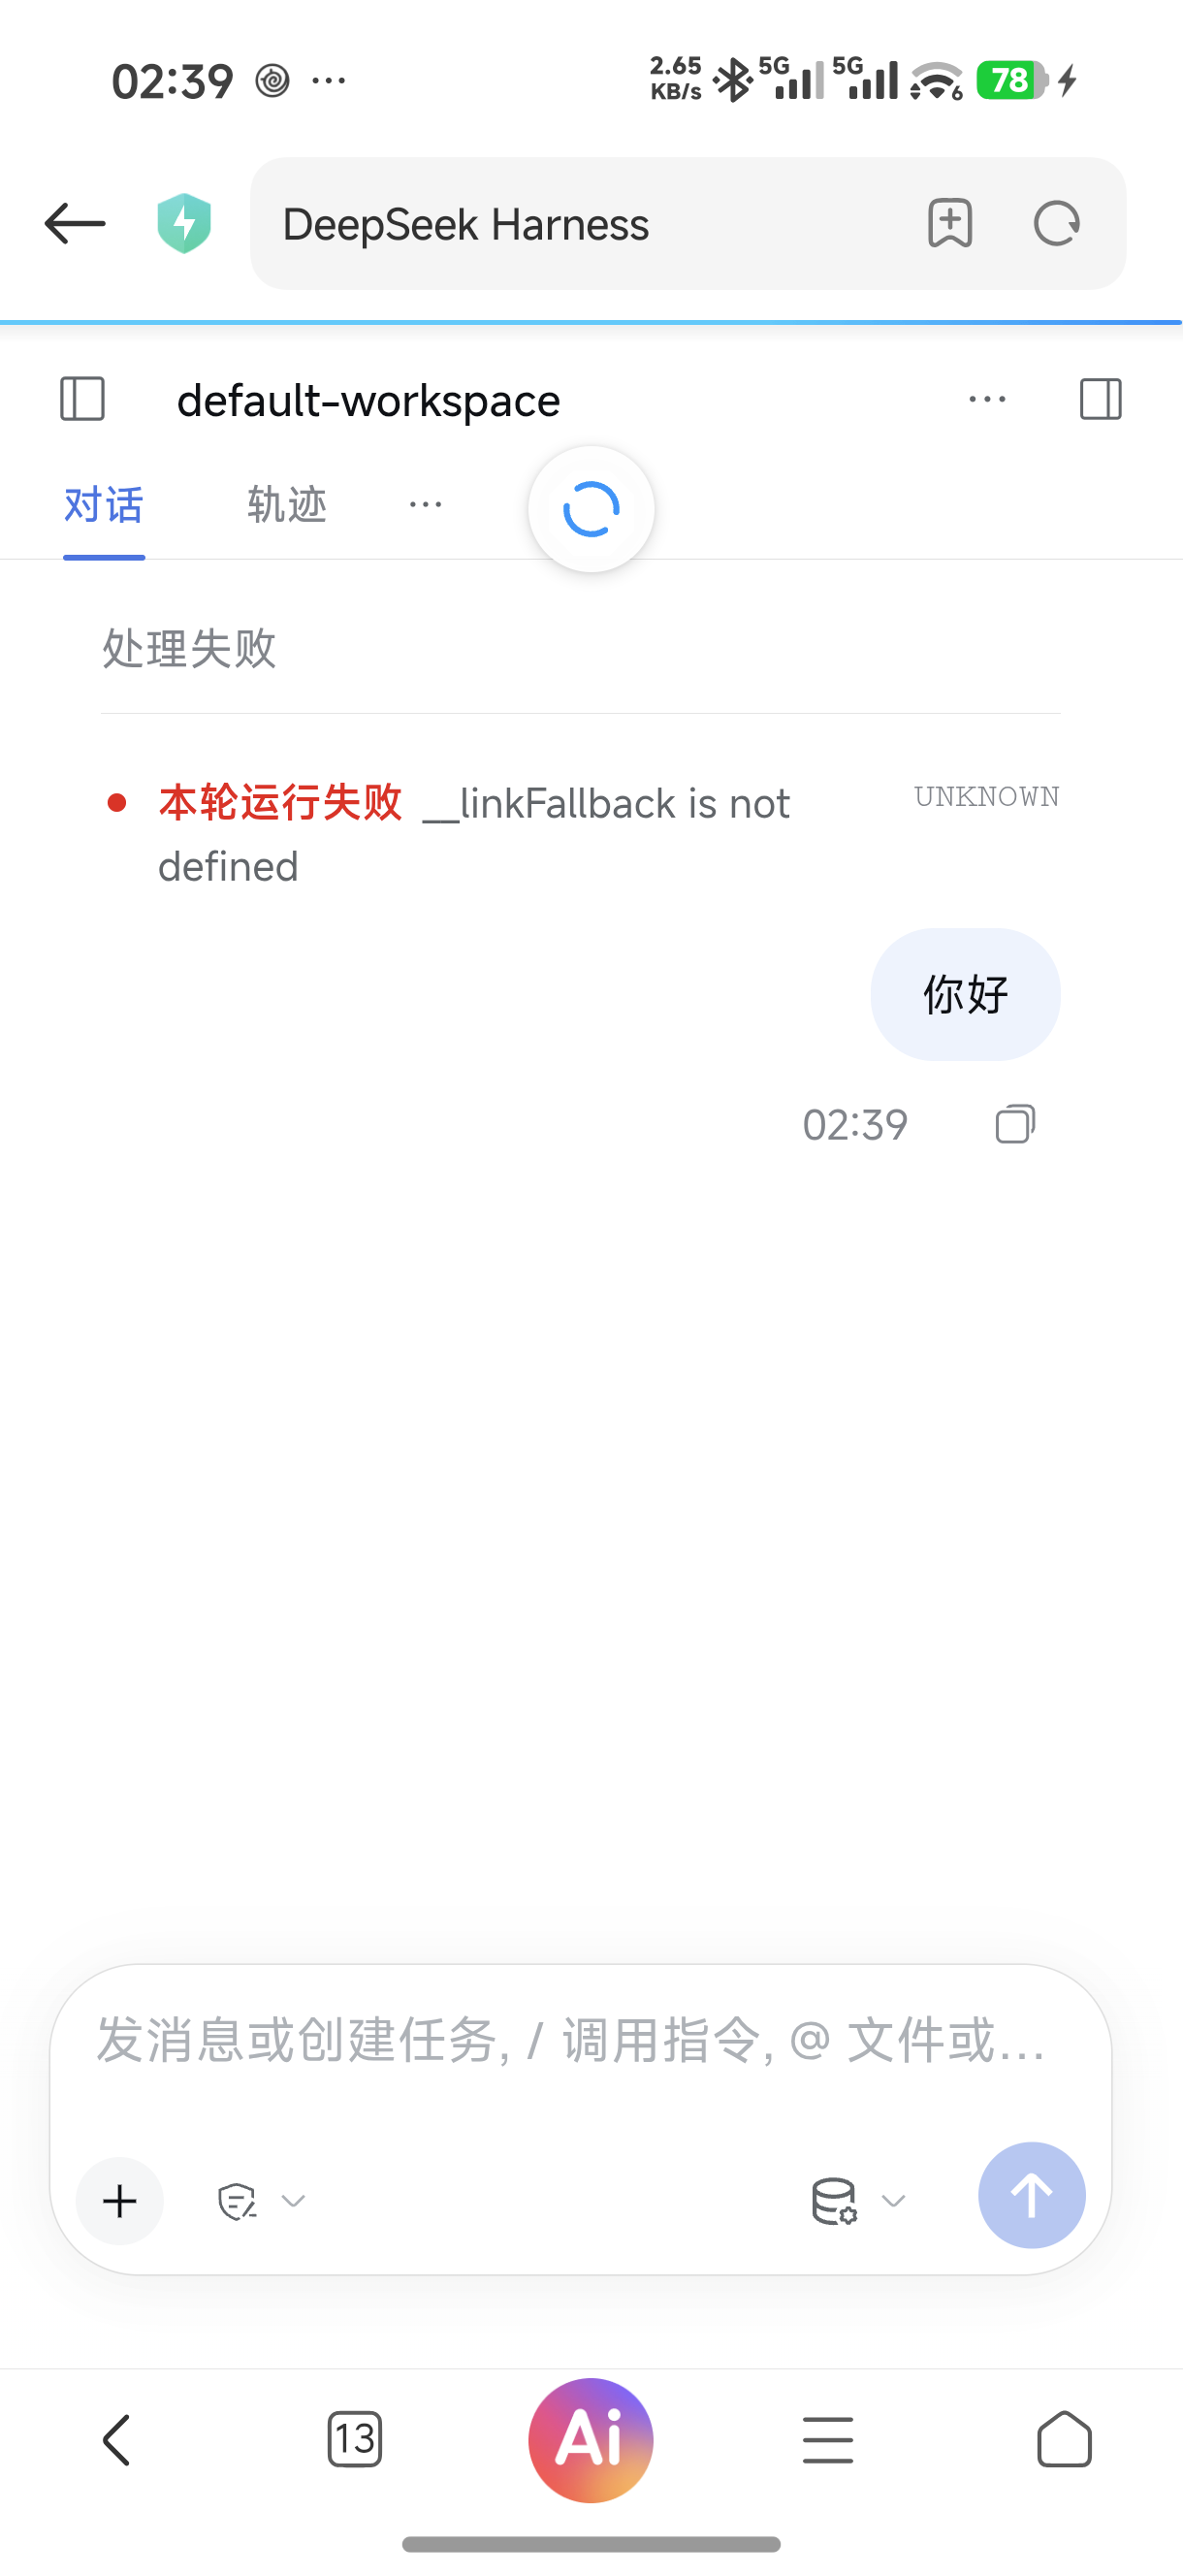 02:39 ...
2.65 KB/s 5G 5G 6 78
DeepSeek Harness
default-workspace
对话 轨迹
处理失败
本轮运行失败 __linkFallback is not UNKNOWN
defined
你好
02:39
发消息或创建任务, / 调用指令, @ 文件或...
13 Ai